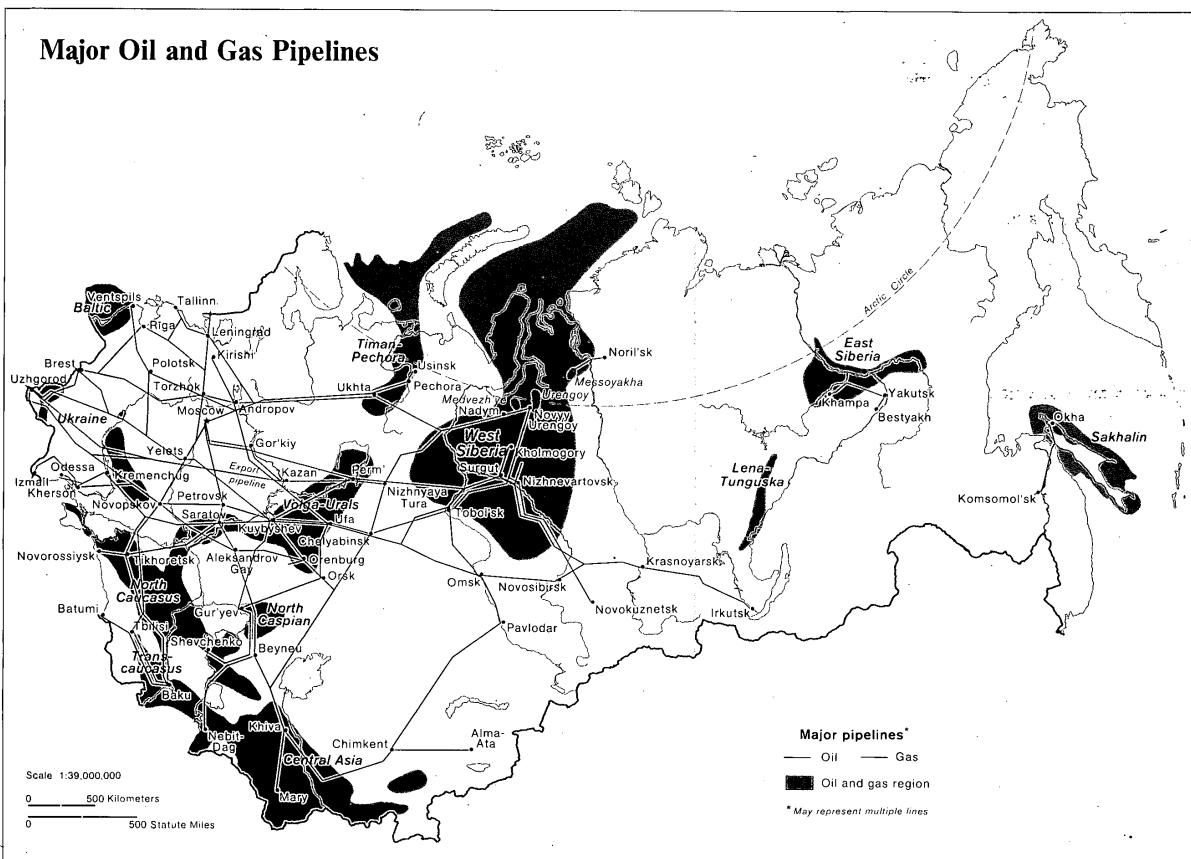 Major Oil and Gas Pipelines
Arctic Circle
Ventspils
Baltic
Tallinn
Riga
Leningrad
Kirishi
Timan-
Pechora
Usinsk
Pechora
Ukhta
Noril'sk
Messoyakha
East
Siberia
Khampa
Yakutsk
Bestyakh
Brest
Polotsk
Uzhgorod
Torzhok
Ukraine
Moscow
Andropov
Medvezh'ye
Urengoy
Nadym
Novyy
Urengoy
Okha
Sakhalin
Komsomol'sk
Gor'kiy
Yelets
Export
pipeline
Kazan
Perm'
West
Siberia
Kholmogory
Surgut
Nizhnevartovsk
Lena-
Tunguska
Odessa
Izmail
Kherson
Kremenchug
Novopskov
Petrovsk
Saratov
Volga-Urals
Nizhnyaya
Tura
Tobol'sk
Kuybyshev
Ufa
Chelyabinsk
Novorossiysk
Tikhoretsk
Aleksandrov
Gay
Orenburg
Orsk
Omsk
Novosibirsk
Krasnoyarsk
Novokuznetsk
Irkutsk
North
Caucasus
Batumi
Gur'yev
North
Caspian
Tbilisi
Shevchenko
Beyneu
Pavlodar
Trans-
caucasus
Baku
Nebit-
Dag
Khiva
Chimkent
Alma-
Ata
Central Asia
Mary
Scale 1:39,000,000
0 500 Kilometers
0 500 Statute Miles
Major pipelines*
Oil Gas
Oil and gas region
*May represent multiple lines